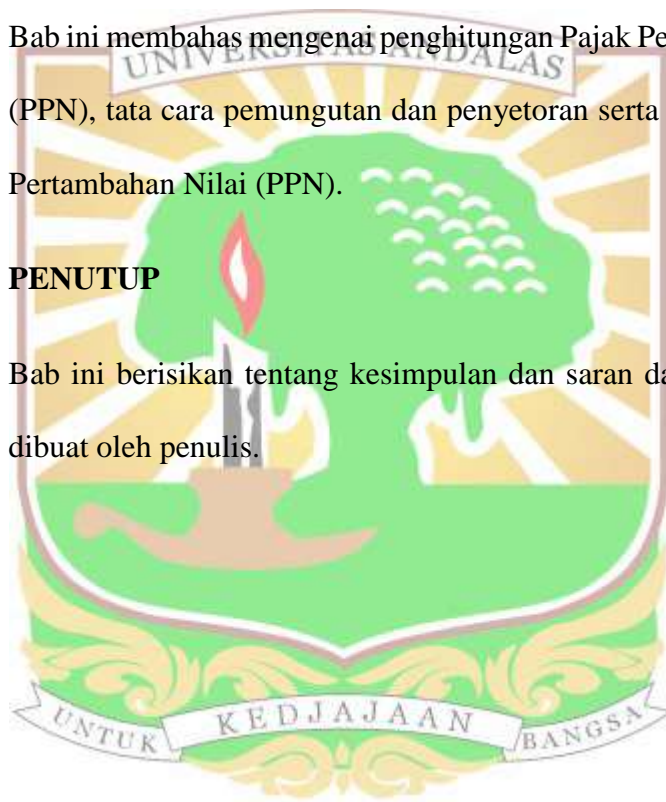 Bab ini membahas mengenai penghitungan Pajak Pe
UNIVERSITAS ANDALAS
(PPN), tata cara pemungutan dan penyetoran serta
Pertambahan Nilai (PPN).
PENUTUP
Bab ini berisikan tentang kesimpulan dan saran da
dibuat oleh penulis.
UNTUK KEDJAJAAN BANGSA